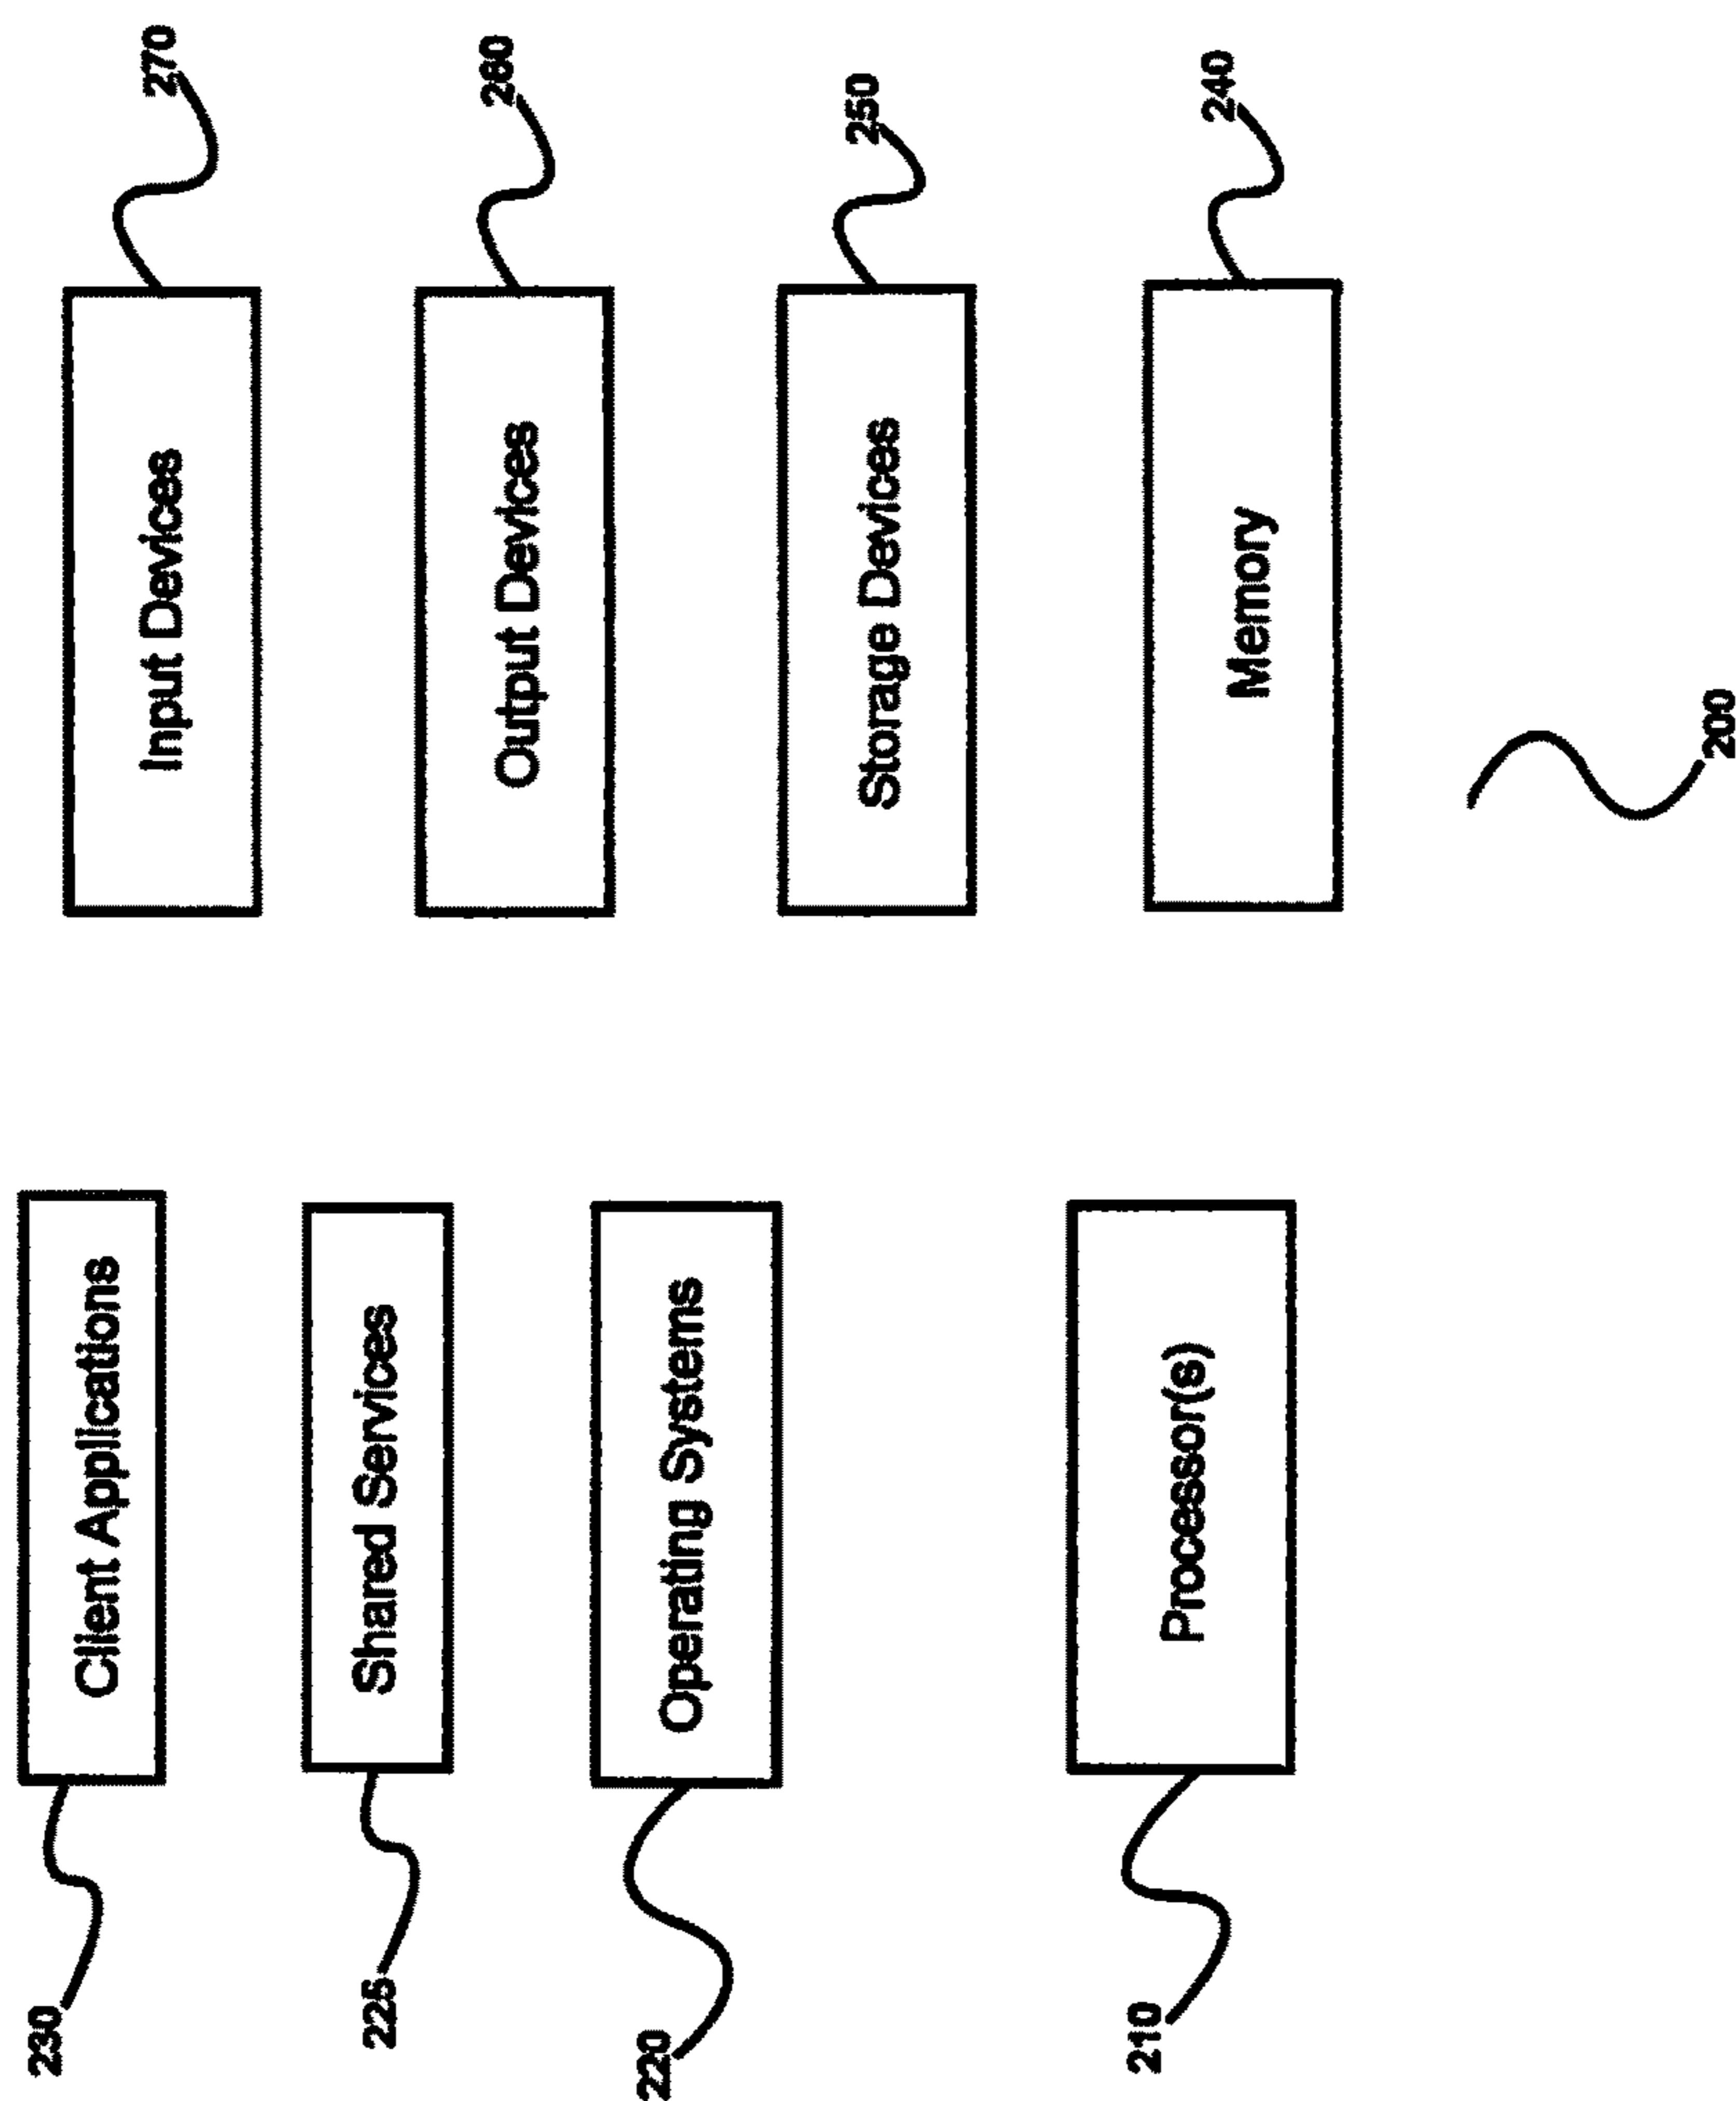 230
Client Applications
225
Shared Services
220
Operating Systems
210
Processor(s)
Input Devices
270
Output Devices
260
Storage Devices
250
Memory
240
200